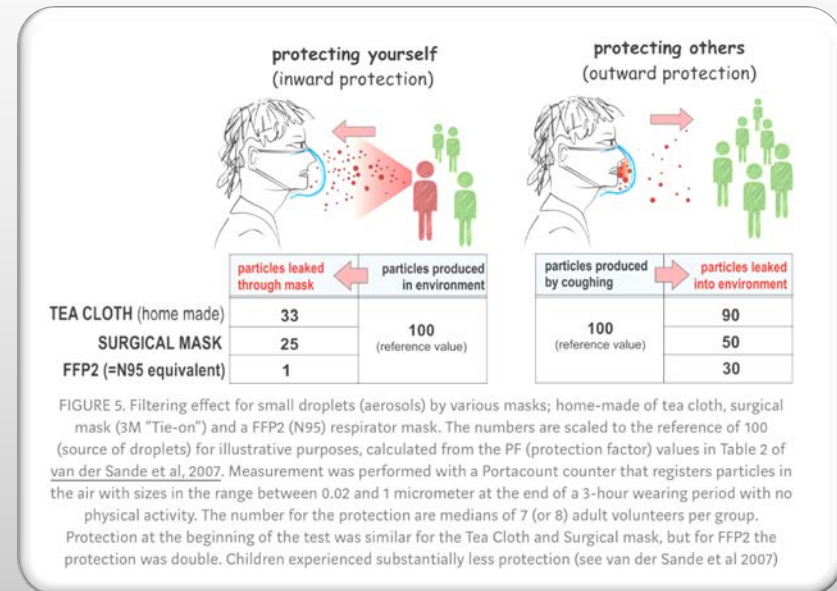 protecting yourself
(inward protection)
protecting others
(outward protection)
particles leaked
through mask
particles produced
in environment
particles produced
by coughing
particles leaked
into environment
TEA CLOTH (home made)
33
100
(reference value)
100
(reference value)
90
SURGICAL MASK
25
50
FFP2 (=N95 equivalent)
1
30
FIGURE 5. Filtering effect for small droplets (aerosols) by various masks; home-made of tea cloth, surgical
mask (3M "Tie-on") and a FFP2 (N95) respirator mask. The numbers are scaled to the reference of 100
(source of droplets) for illustrative purposes, calculated from the PF (protection factor) values in Table 2 of
van der Sande et al, 2007. Measurement was performed with a Portacount counter that registers particles in
the air with sizes in the range between 0.02 and 1 micrometer at the end of a 3-hour wearing period with no
physical activity. The number for the protection are medians of 7 (or 8) adult volunteers per group.
Protection at the beginning of the test was similar for the Tea Cloth and Surgical mask, but for FFP2 the
protection was double. Children experienced substantially less protection (see van der Sande et al 2007)